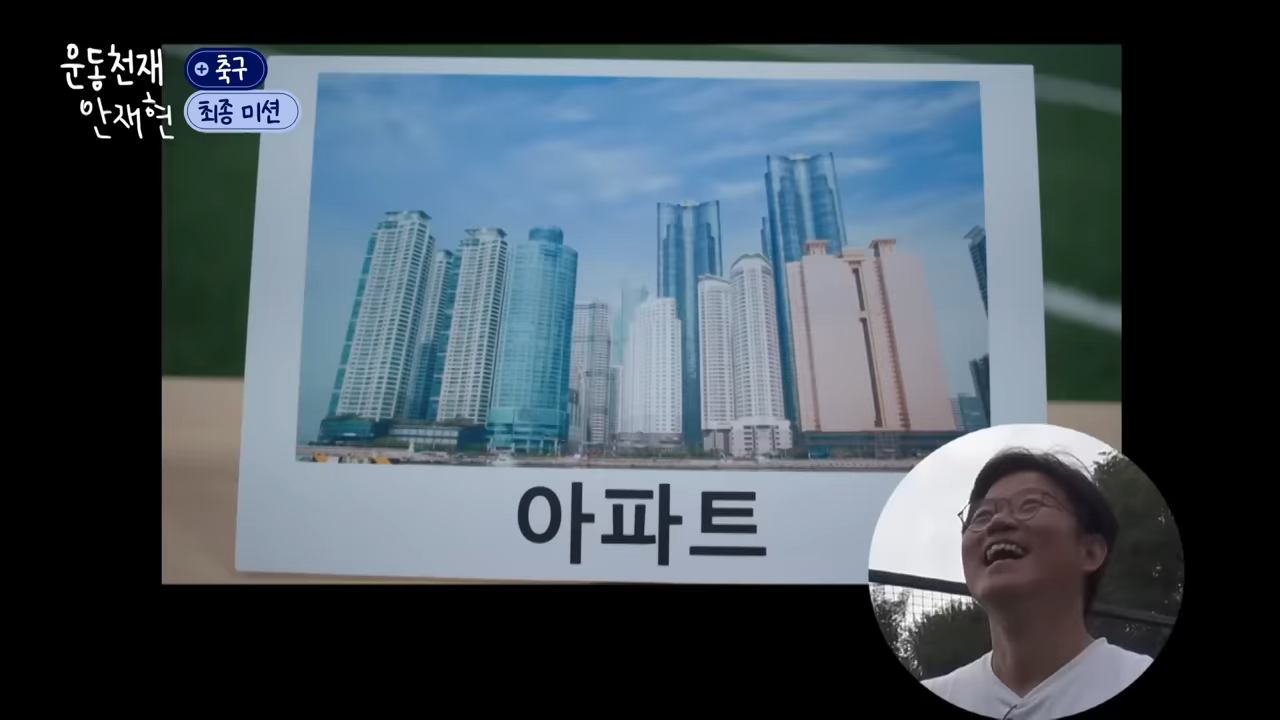 운동천재
안재현
축구
최종 미션
아파트